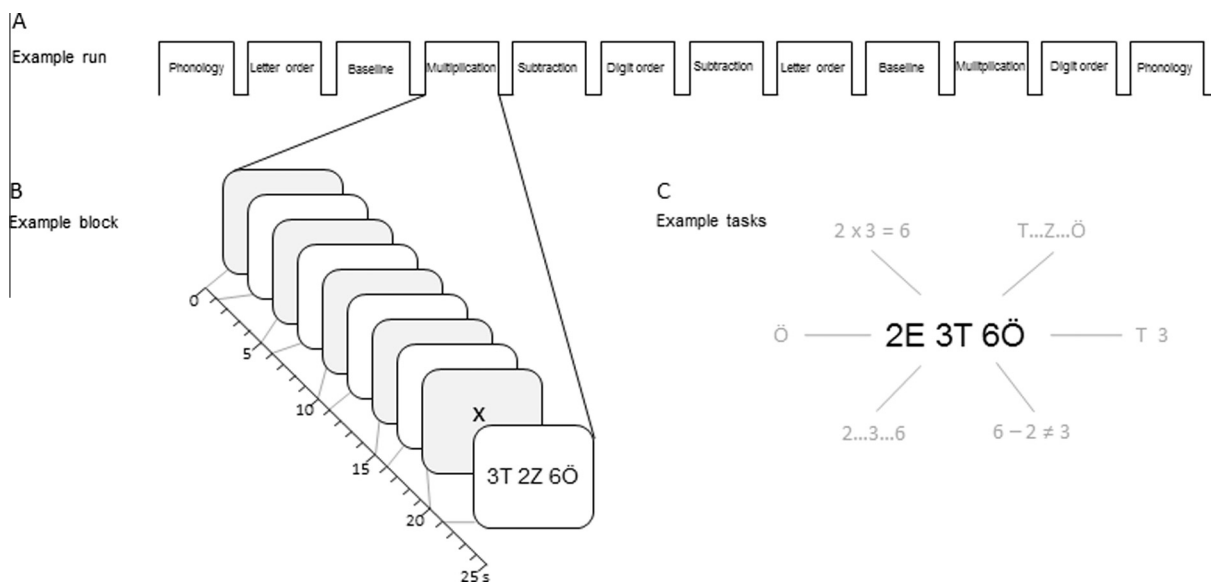 A
Example run
Phonology Letter order Baseline Multiplication Subtraction Digit order Subtraction Letter order Baseline Mulitplication Digit order Phonology
B
Example block
0
5
10
15
20
25 s
X
3T 2Z 6Ö
C
Example tasks
2 x 3 = 6 T...Z...Ö
Ö 2E 3T 6Ö T 3
2...3...6 6 – 2 ≠ 3